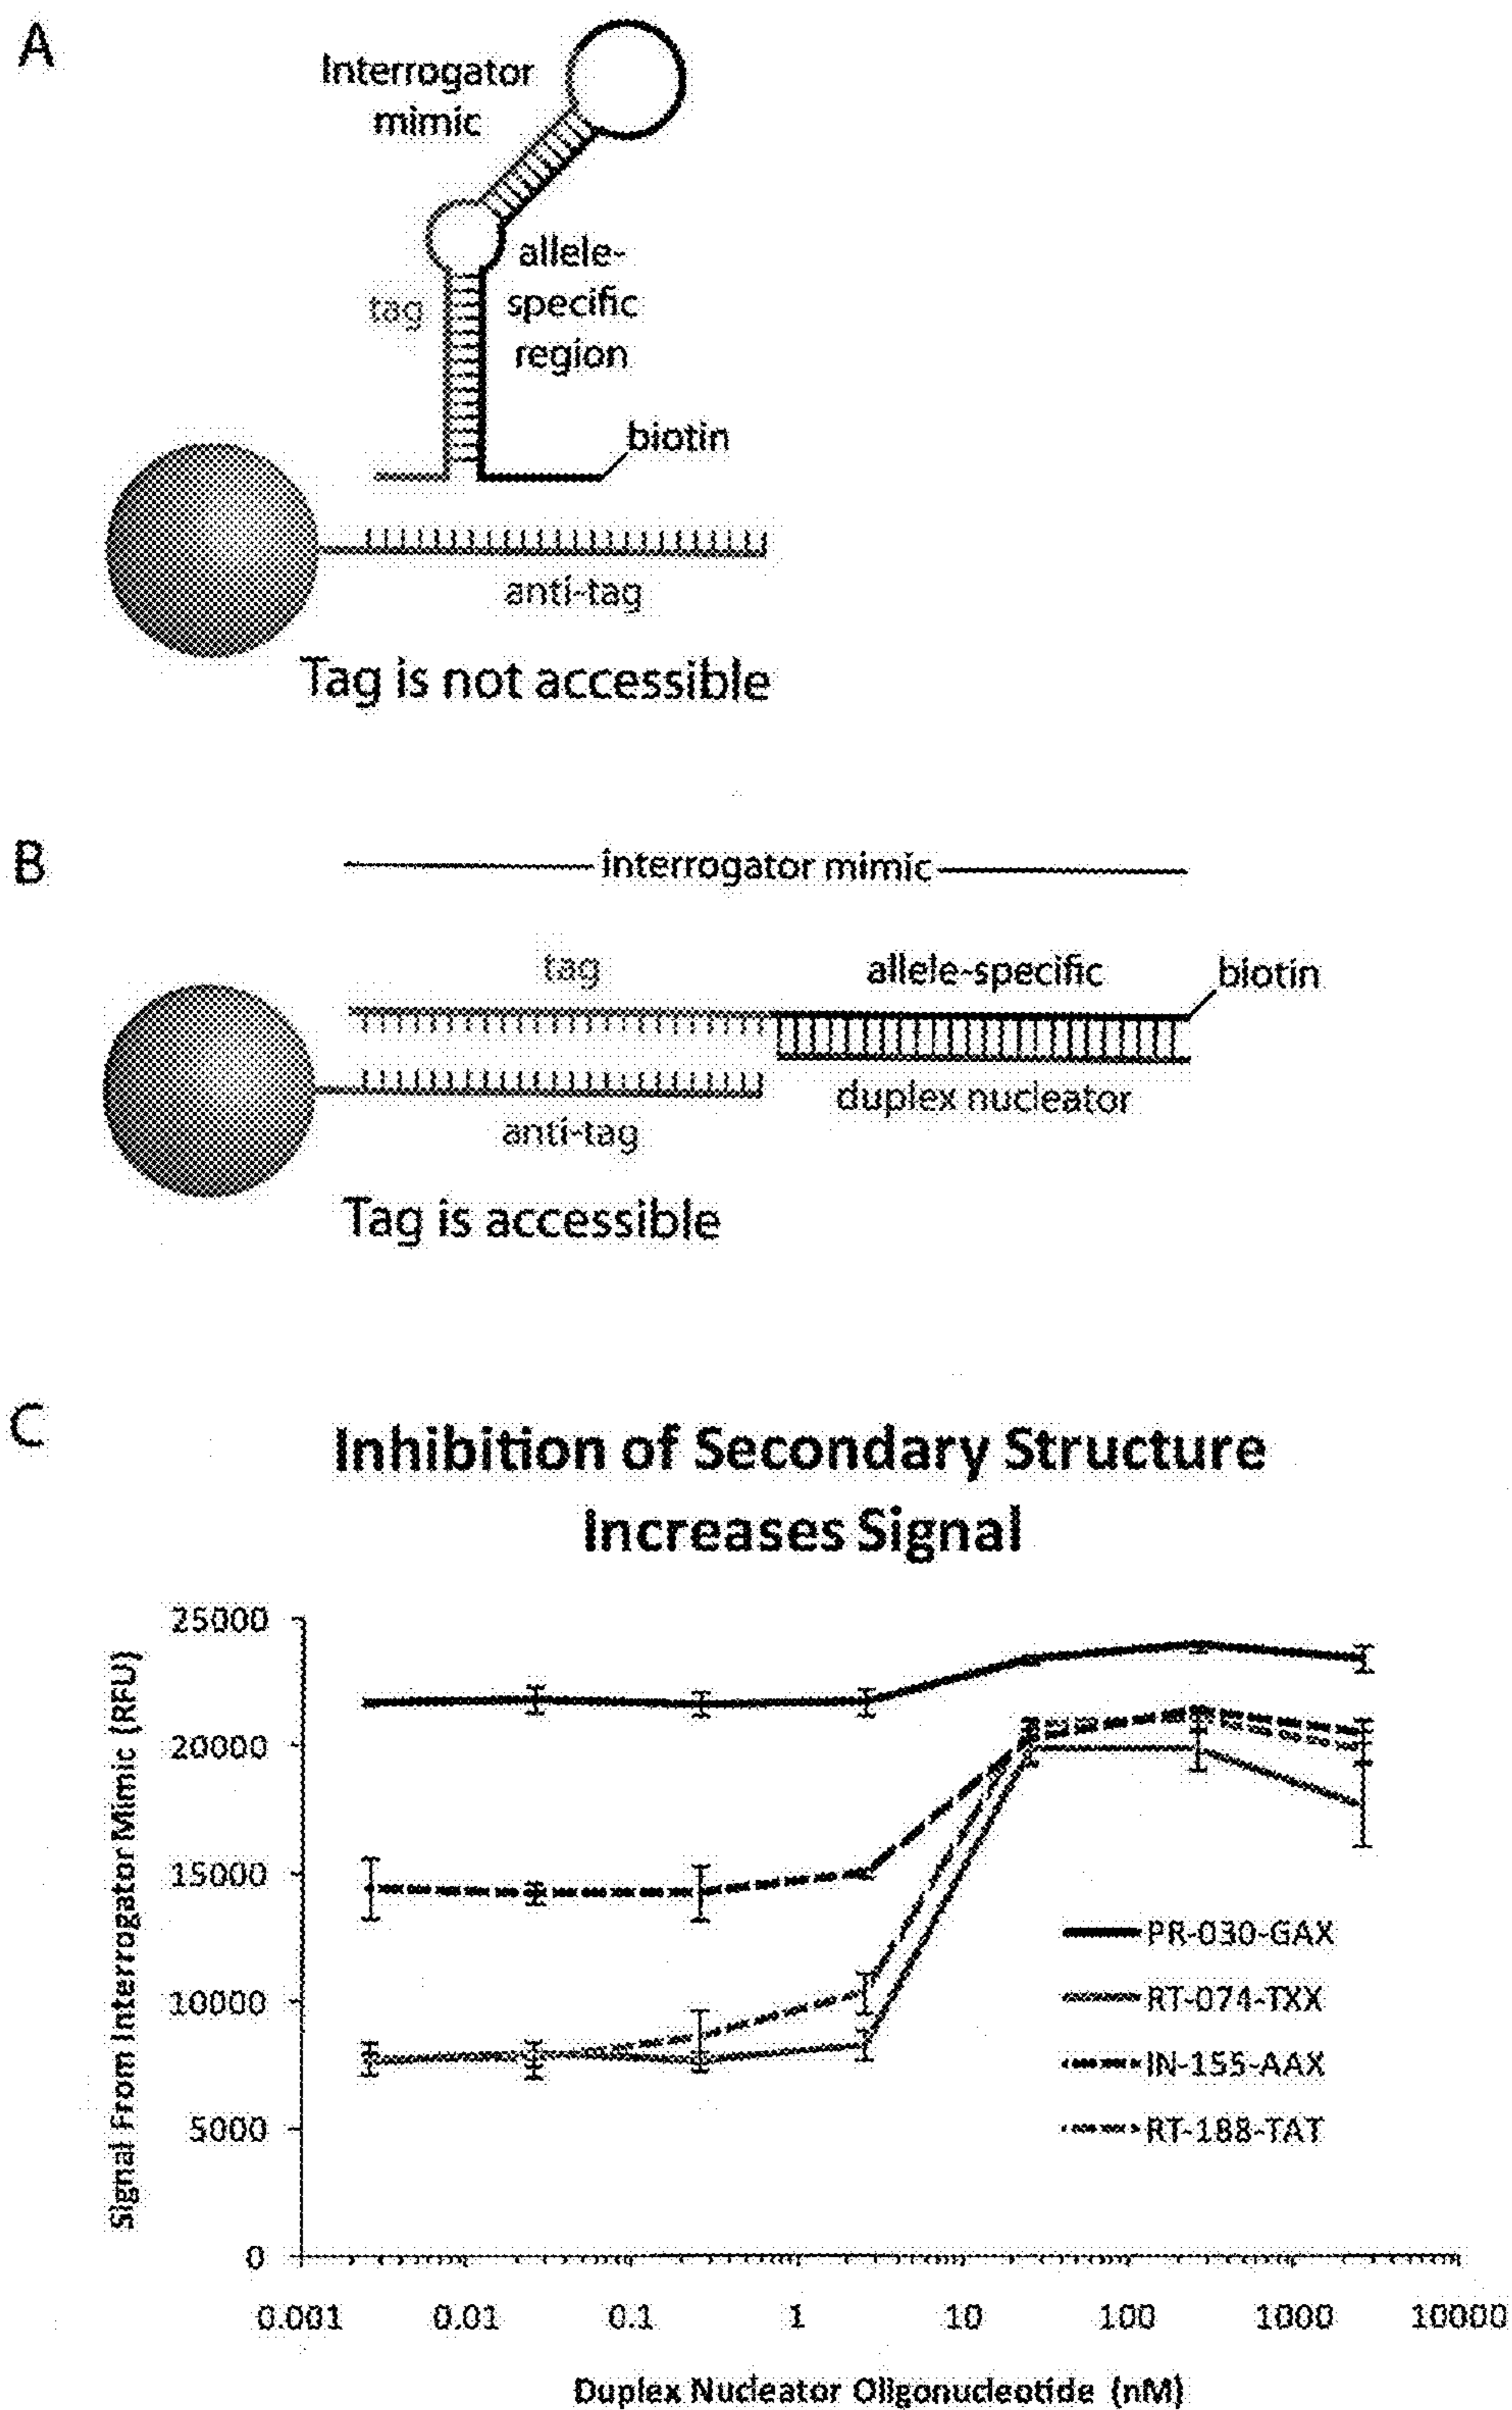 A
Interrogator
mimic
allele-
specific
region
tag
biotin
anti-tag
Tag is not accessible
B
interrogator mimic
tag
allele-specific
biotin
duplex nucleator
anti-tag
Tag is accessible
C
Inhibition of Secondary Structure
Increases Signal
Signal From Interrogator Mimic (RFU)
25000
20000
15000
10000
5000
0
PR-030-GAX
RT-074-TXX
IN-155-AAX
RT-188-TAT
0.001 0.01 0.1 1 10 100 1000 10000
Duplex Nucleator Oligonucleotide (nM)